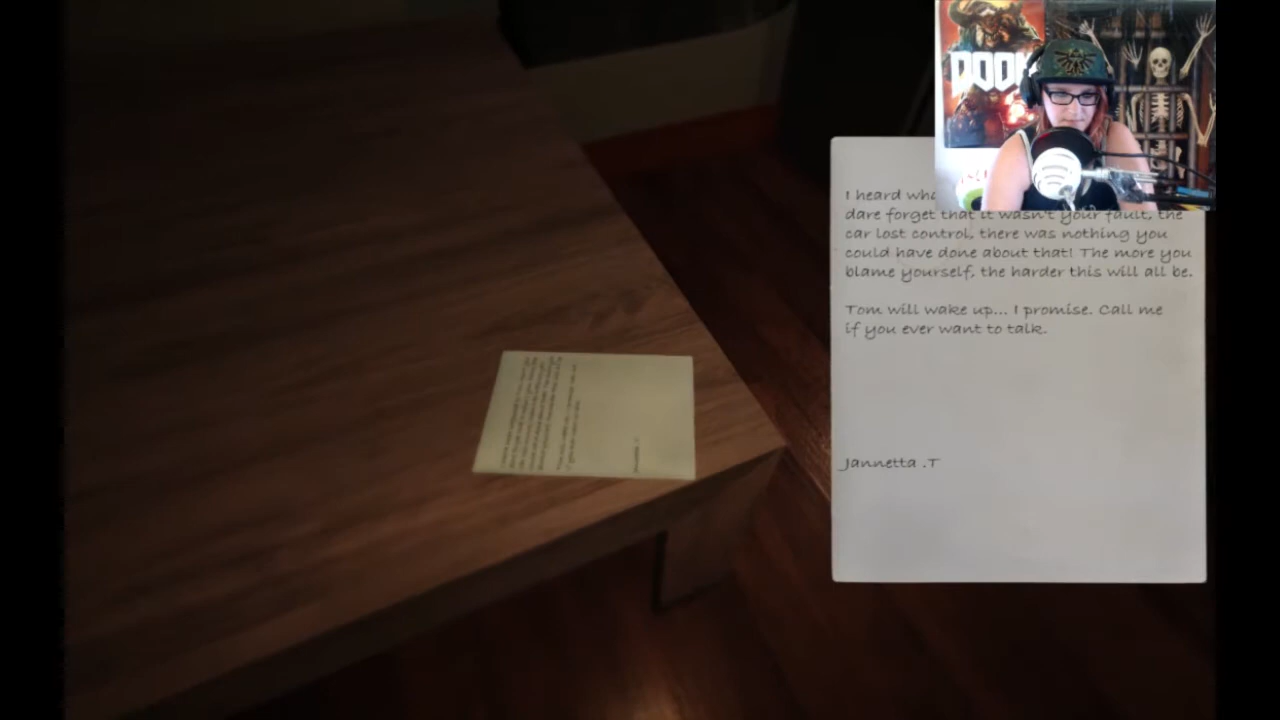 DOOM
I heard
dare forget that it wasn't your fault, the
car lost control, there was nothing you
could have done about that! The more you
blame yourself, the harder this will all be.
Tom will wake up... I promise. Call me
if you ever want to talk.
Jannetta .T